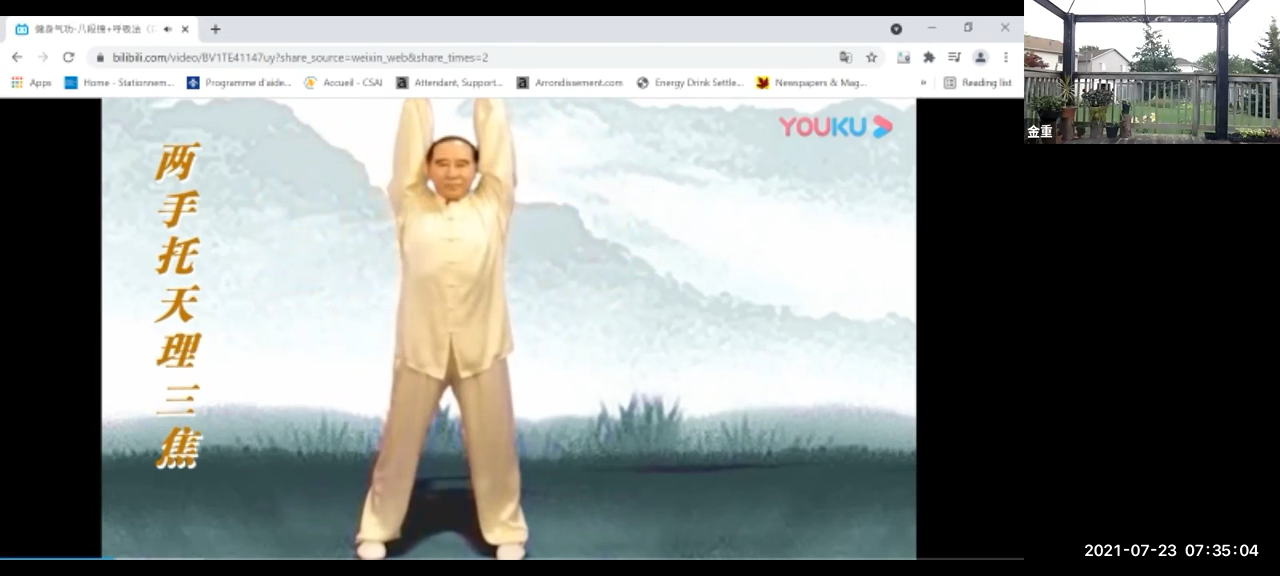 健身气功-八段锦+呼吸法（
bilibili.com/video/BV1TE41147uy?share_source=weixin_web&share_times=2
Apps
Home - Stationnem...
Programme d'aide...
Accueil - CSAI
Attendant, Support...
Arrondissement.com
Energy Drink Settle...
Newspapers & Mag...
»
Reading list
YOUKU
两手托天理三焦
金重
2021-07-23 07:35:04